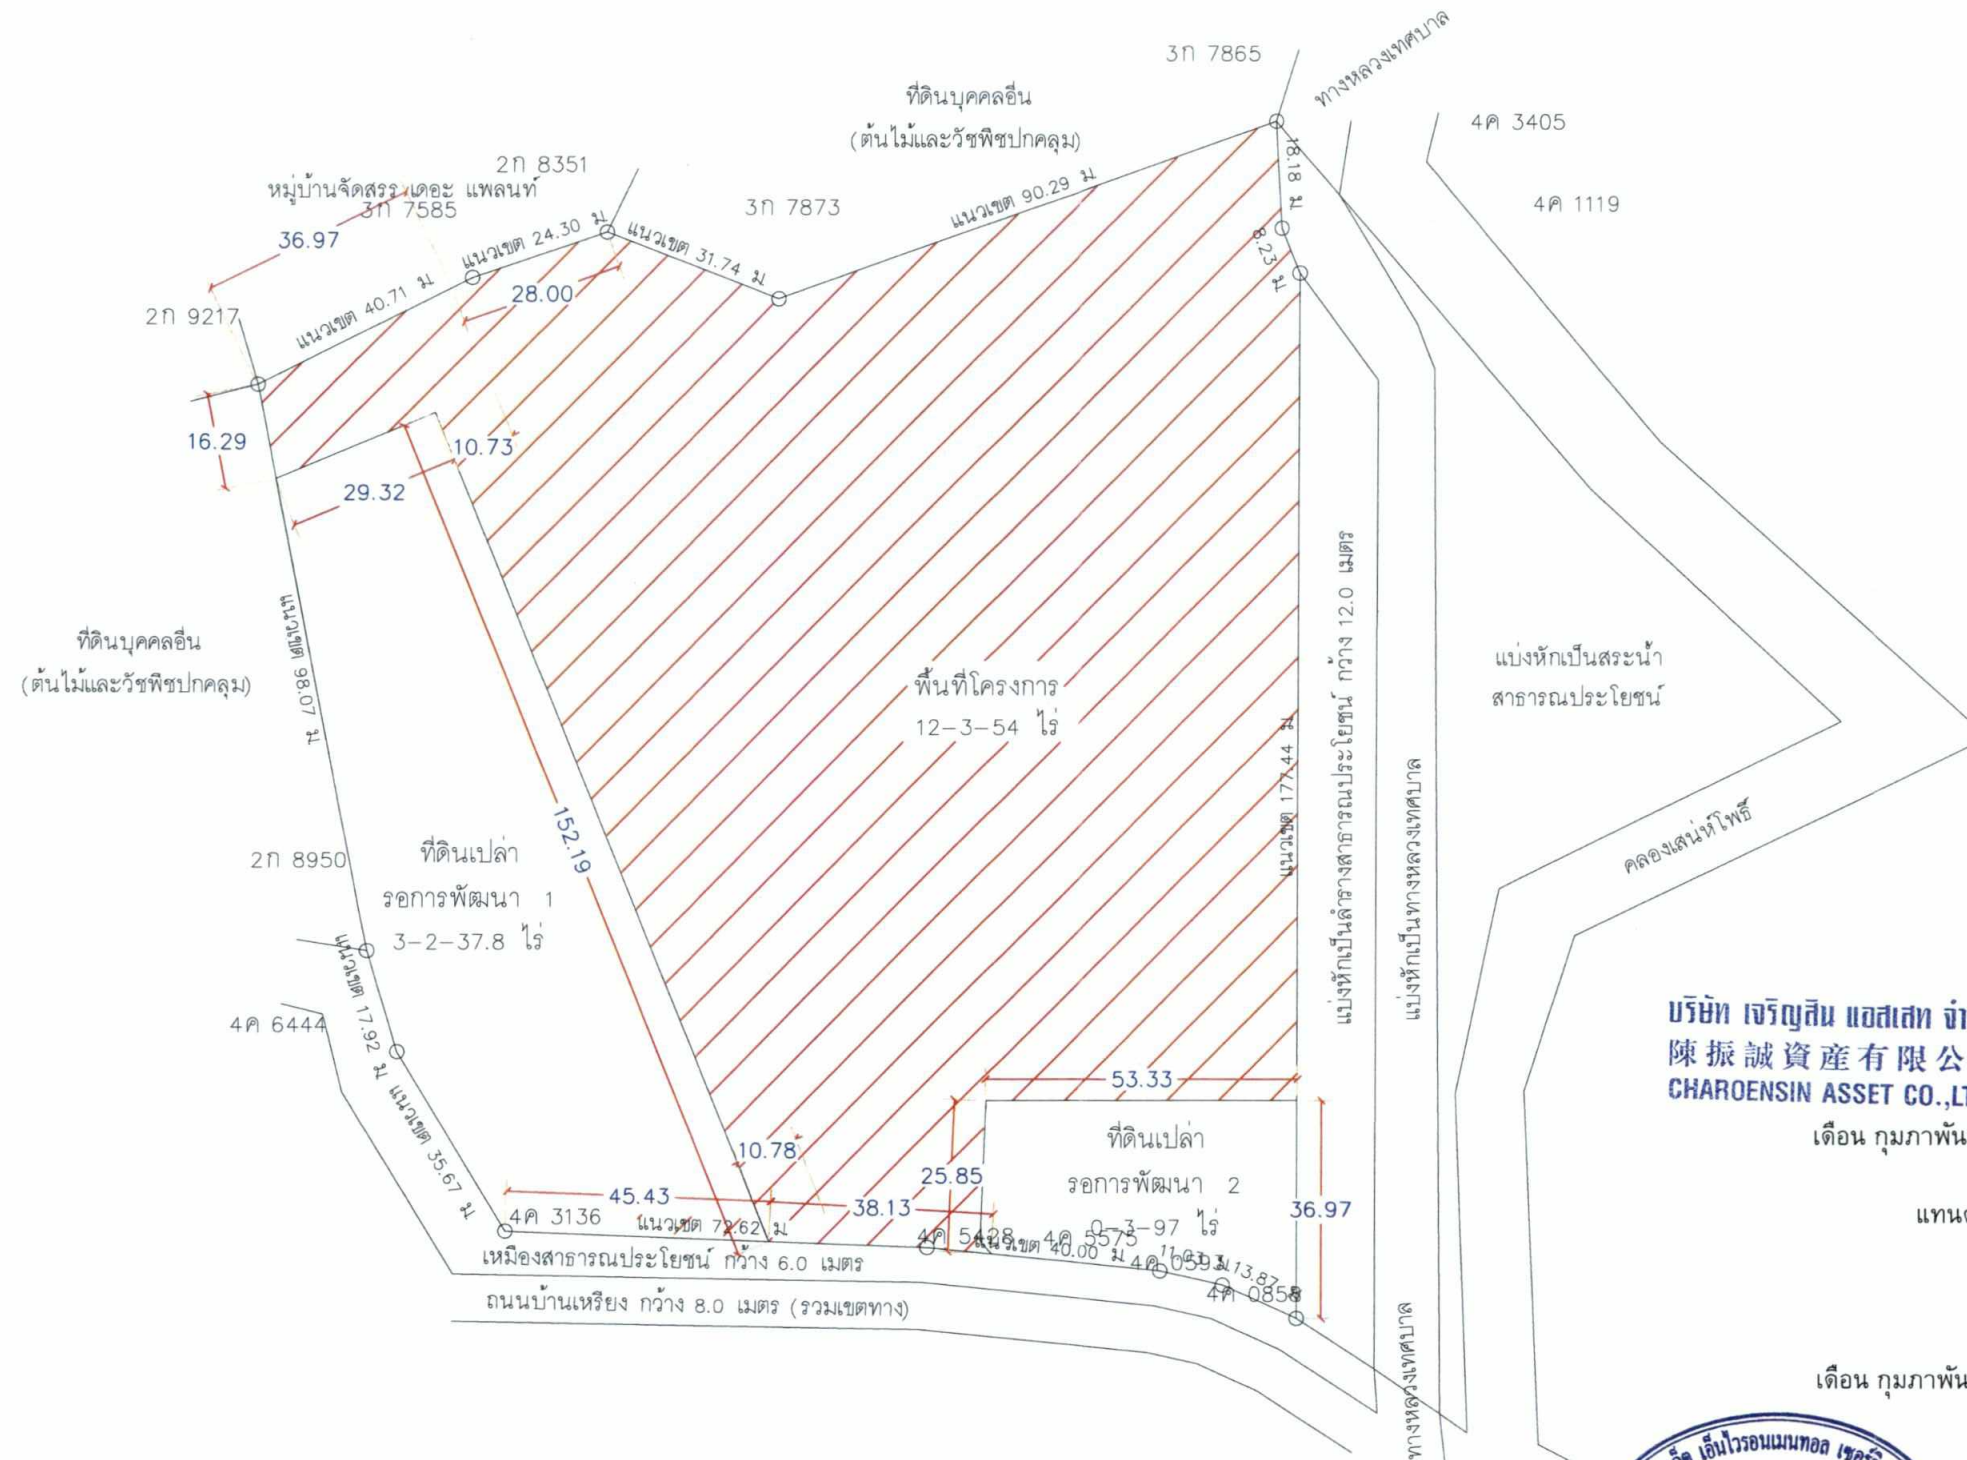 3ก 7865
ทางหลวงเทศบาล
ที่ดินบุคคลอื่น
(ต้นไม้และวัชพืชปกคลุม)
4ค 3405
18.18 ม
2ก 8351
หมู่บ้านจัดสรร เดอะ แพลนท์
3ก 7585
3ก 7873
แนวเขต 90.29 ม
4ค 1119
36.97
แนวเขต 24.30 ม
แนวเขต 31.74 ม
8.23 ม
28.00
แนวเขต 40.71 ม
2ก 9217
16.29
10.73
29.32
แนวเขต 98.07 ม
ที่ดินบุคคลอื่น
(ต้นไม้และวัชพืชปกคลุม)
พื้นที่โครงการ
12-3-54 ไร่
แนวเขต 177.44 ม
แบ่งหักเป็นลำรางสาธารณประโยชน์ กว้าง 12.0 เมตร
แบ่งหักเป็นทางหลวงเทศบาล
แบ่งหักเป็นสระน้ำ
สาธารณประโยชน์
คลองเสน่ห์โพธิ์
152.19
2ก 8950
ที่ดินเปล่า
รอการพัฒนา 1
3-2-37.8 ไร่
แนวเขต 17.92 ม
4ค 6444
แนวเขต 35.67 ม
บริษัท เจริญสิน แอสเสท
陳振誠資產有限公
CHAROENSIN ASSET CO.,
เดือน กุมภาพัน
53.33
ที่ดินเปล่า
รอการพัฒนา 2
0-3-97 ไร่
10.78
25.85
36.97
45.43
38.13
4ค 3136
แนวเขต 72.62 ม
4ค 5428
4ค 5575
แนวเขต 40.00 ม
11.03 ม
4ค 0593
13.87 ม
4ค 0858
เหมืองสาธารณประโยชน์ กว้าง 6.0 เมตร
ถนนบ้านเหรียง กว้าง 8.0 เมตร (รวมเขตทาง)
ทางหลวงเทศบาล
เดือน กุมภาพัน
เอ็นไวรอนเมนทอล